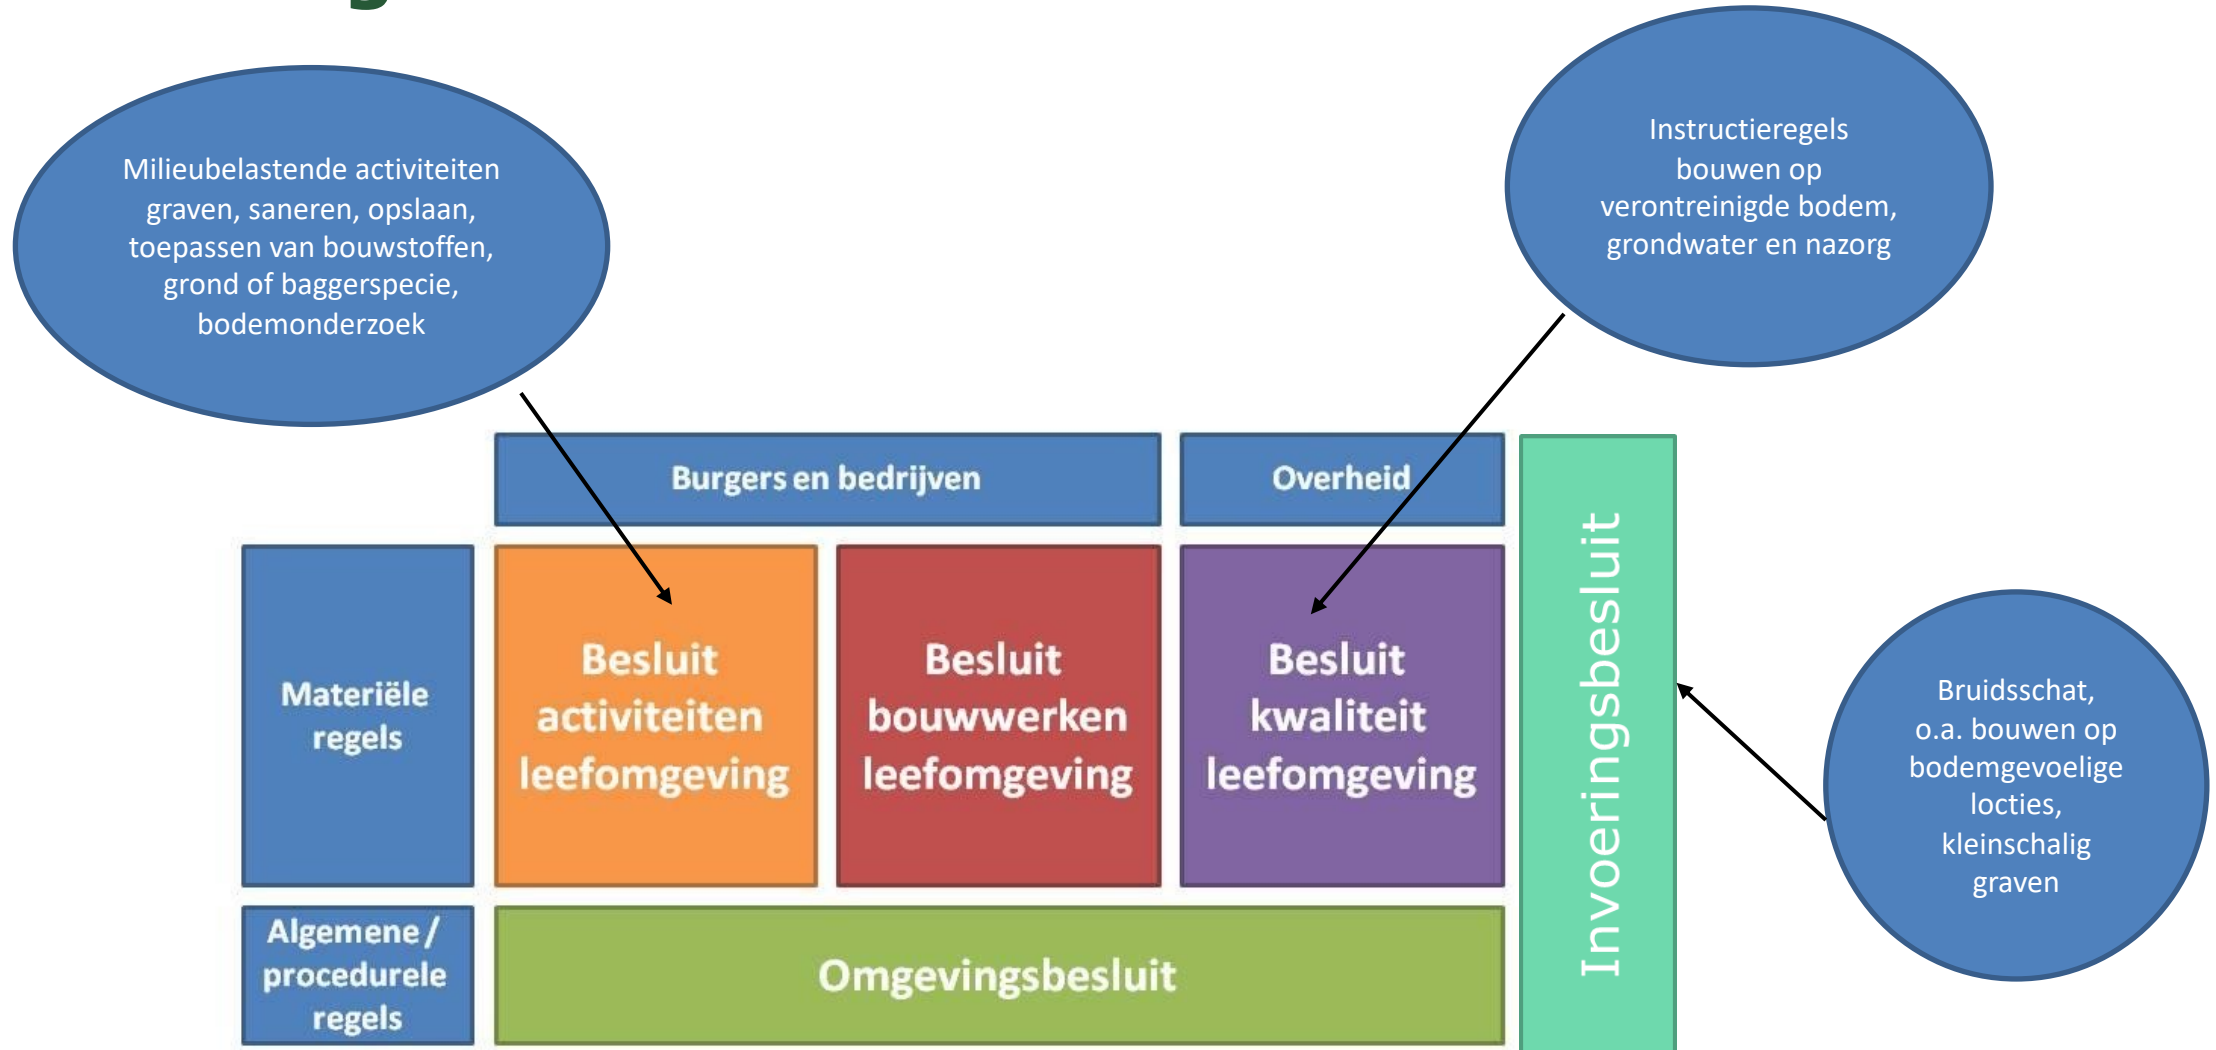 Milieubelastende activiteiten
graven, saneren, opslaan,
toepassen van bouwstoffen,
grond of baggerspecie,
bodemonderzoek
Instructieregels
bouwen op
verontreinigde bodem,
grondwater en nazorg
Burgers en bedrijven
Overheid
Materiële
regels
Besluit
activiteiten
leefomgeving
Besluit
bouwwerken
leefomgeving
Besluit
kwaliteit
leefomgeving
Invoeringsbesluit
Bruidsschat,
o.a. bouwen op
bodemgevoelige
locties,
kleinschalig
graven
Algemene /
procedurele
regels
Omgevingsbesluit